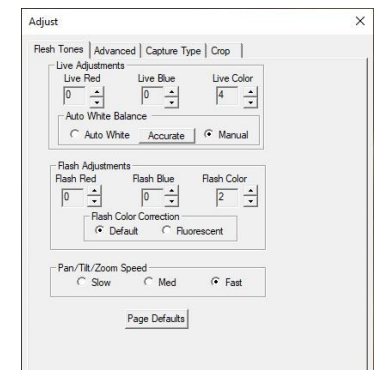 Adjust
Flesh Tones Advanced Capture Type Crop
Live Adjustments
Live Red Live Blue Live Color
0 0 4
Auto White Balance
Auto White Accurate Manual
Flash Adjustments
Flash Red Flash Blue Flash Color
0 0 2
Flash Color Correction
Default Fluorescent
Pan/Tilt/Zoom Speed
Slow Med Fast
Page Defaults